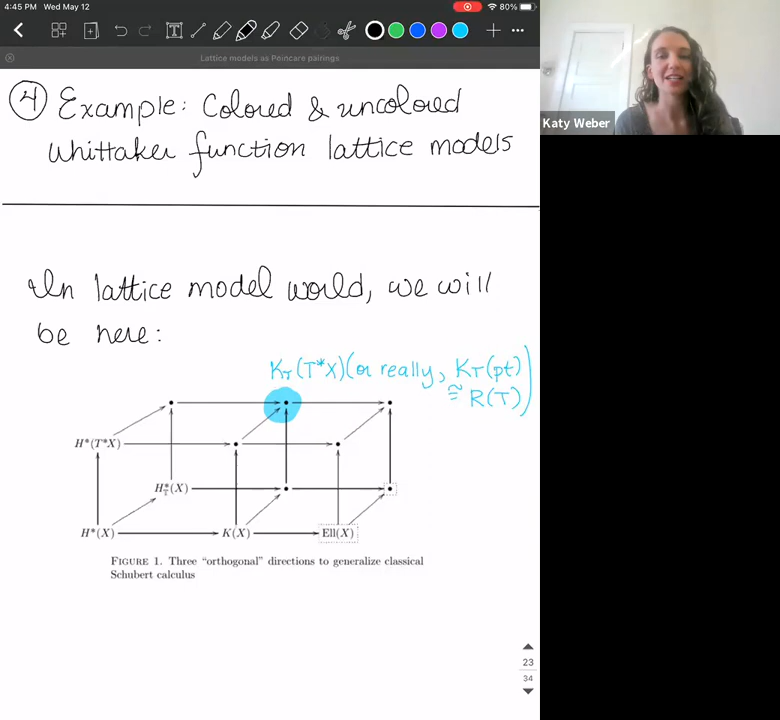 4:45 PM Wed May 12
80%
Lattice models as Poincare pairings
④ Example: Colored & uncolored
Whittaker function lattice models
Katy Weber
In lattice model world, we will
be here:
K_T(T*X)(or really, K_T(pt)
≅ R(T))
H*(T*X)
H*_T(X)
H*(X)
K(X)
Ell(X)
FIGURE 1. Three “orthogonal” directions to generalize classical
Schubert calculus
23
34